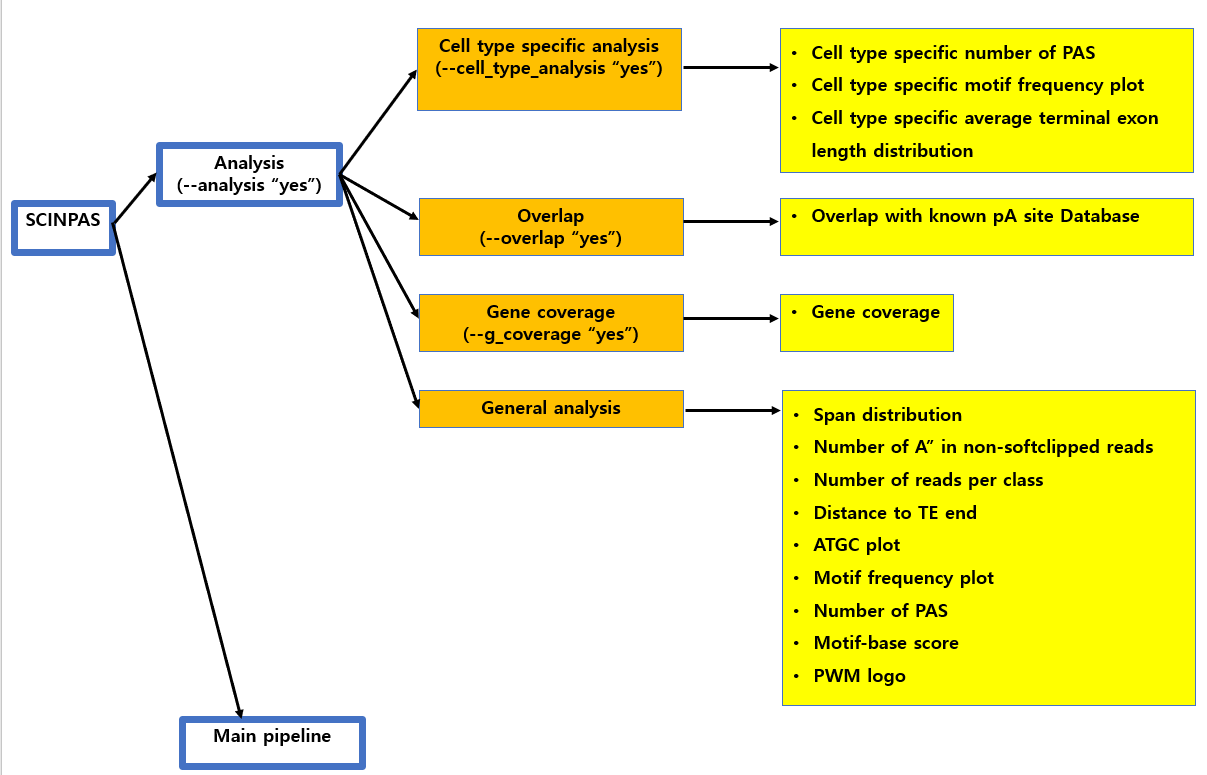 SCINPAS
Analysis
(--analysis “yes”)
Cell type specific analysis
(--cell_type_analysis “yes”)
• Cell type specific number of PAS
• Cell type specific motif frequency plot
• Cell type specific average terminal exon
length distribution
Overlap
(--overlap “yes”)
• Overlap with known pA site Database
Gene coverage
(--g_coverage “yes”)
• Gene coverage
General analysis
• Span distribution
• Number of A” in non-softclipped reads
• Number of reads per class
• Distance to TE end
• ATGC plot
• Motif frequency plot
• Number of PAS
• Motif-base score
• PWM logo
Main pipeline